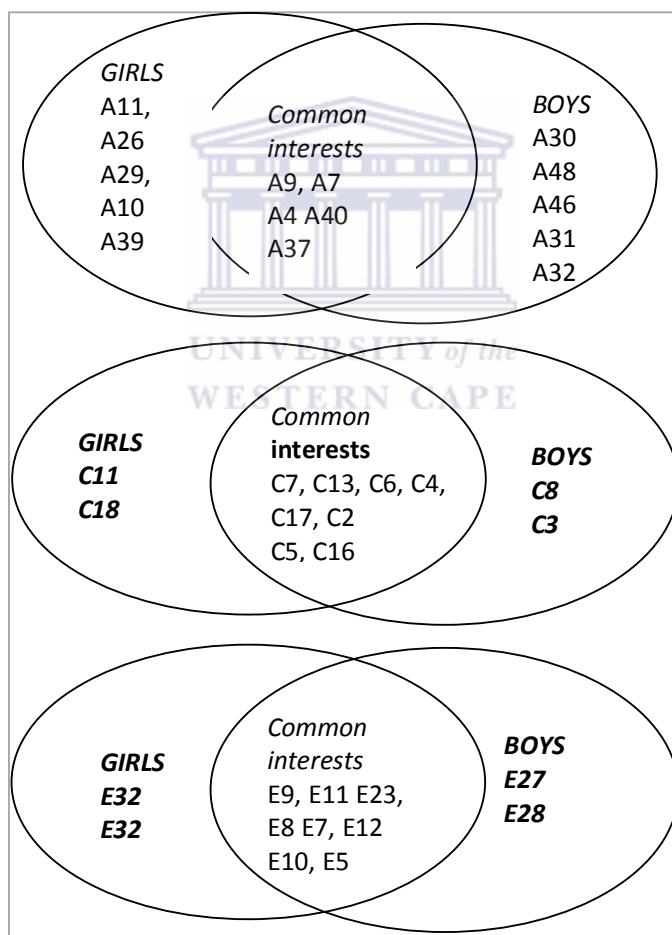 GIRLS
A11,
A26
A29,
A10
A39
Common
interests
A9, A7
A4 A40
A37
BOYS
A30
A48
A46
A31
A32
UNIVERSITY of the
WESTERN CAPE
GIRLS
C11
C18
Common
interests
C7, C13, C6, C4,
C17, C2
C5, C16
BOYS
C8
C3
GIRLS
E32
E32
Common
interests
E9, E11 E23,
E8 E7, E12
E10, E5
BOYS
E27
E28